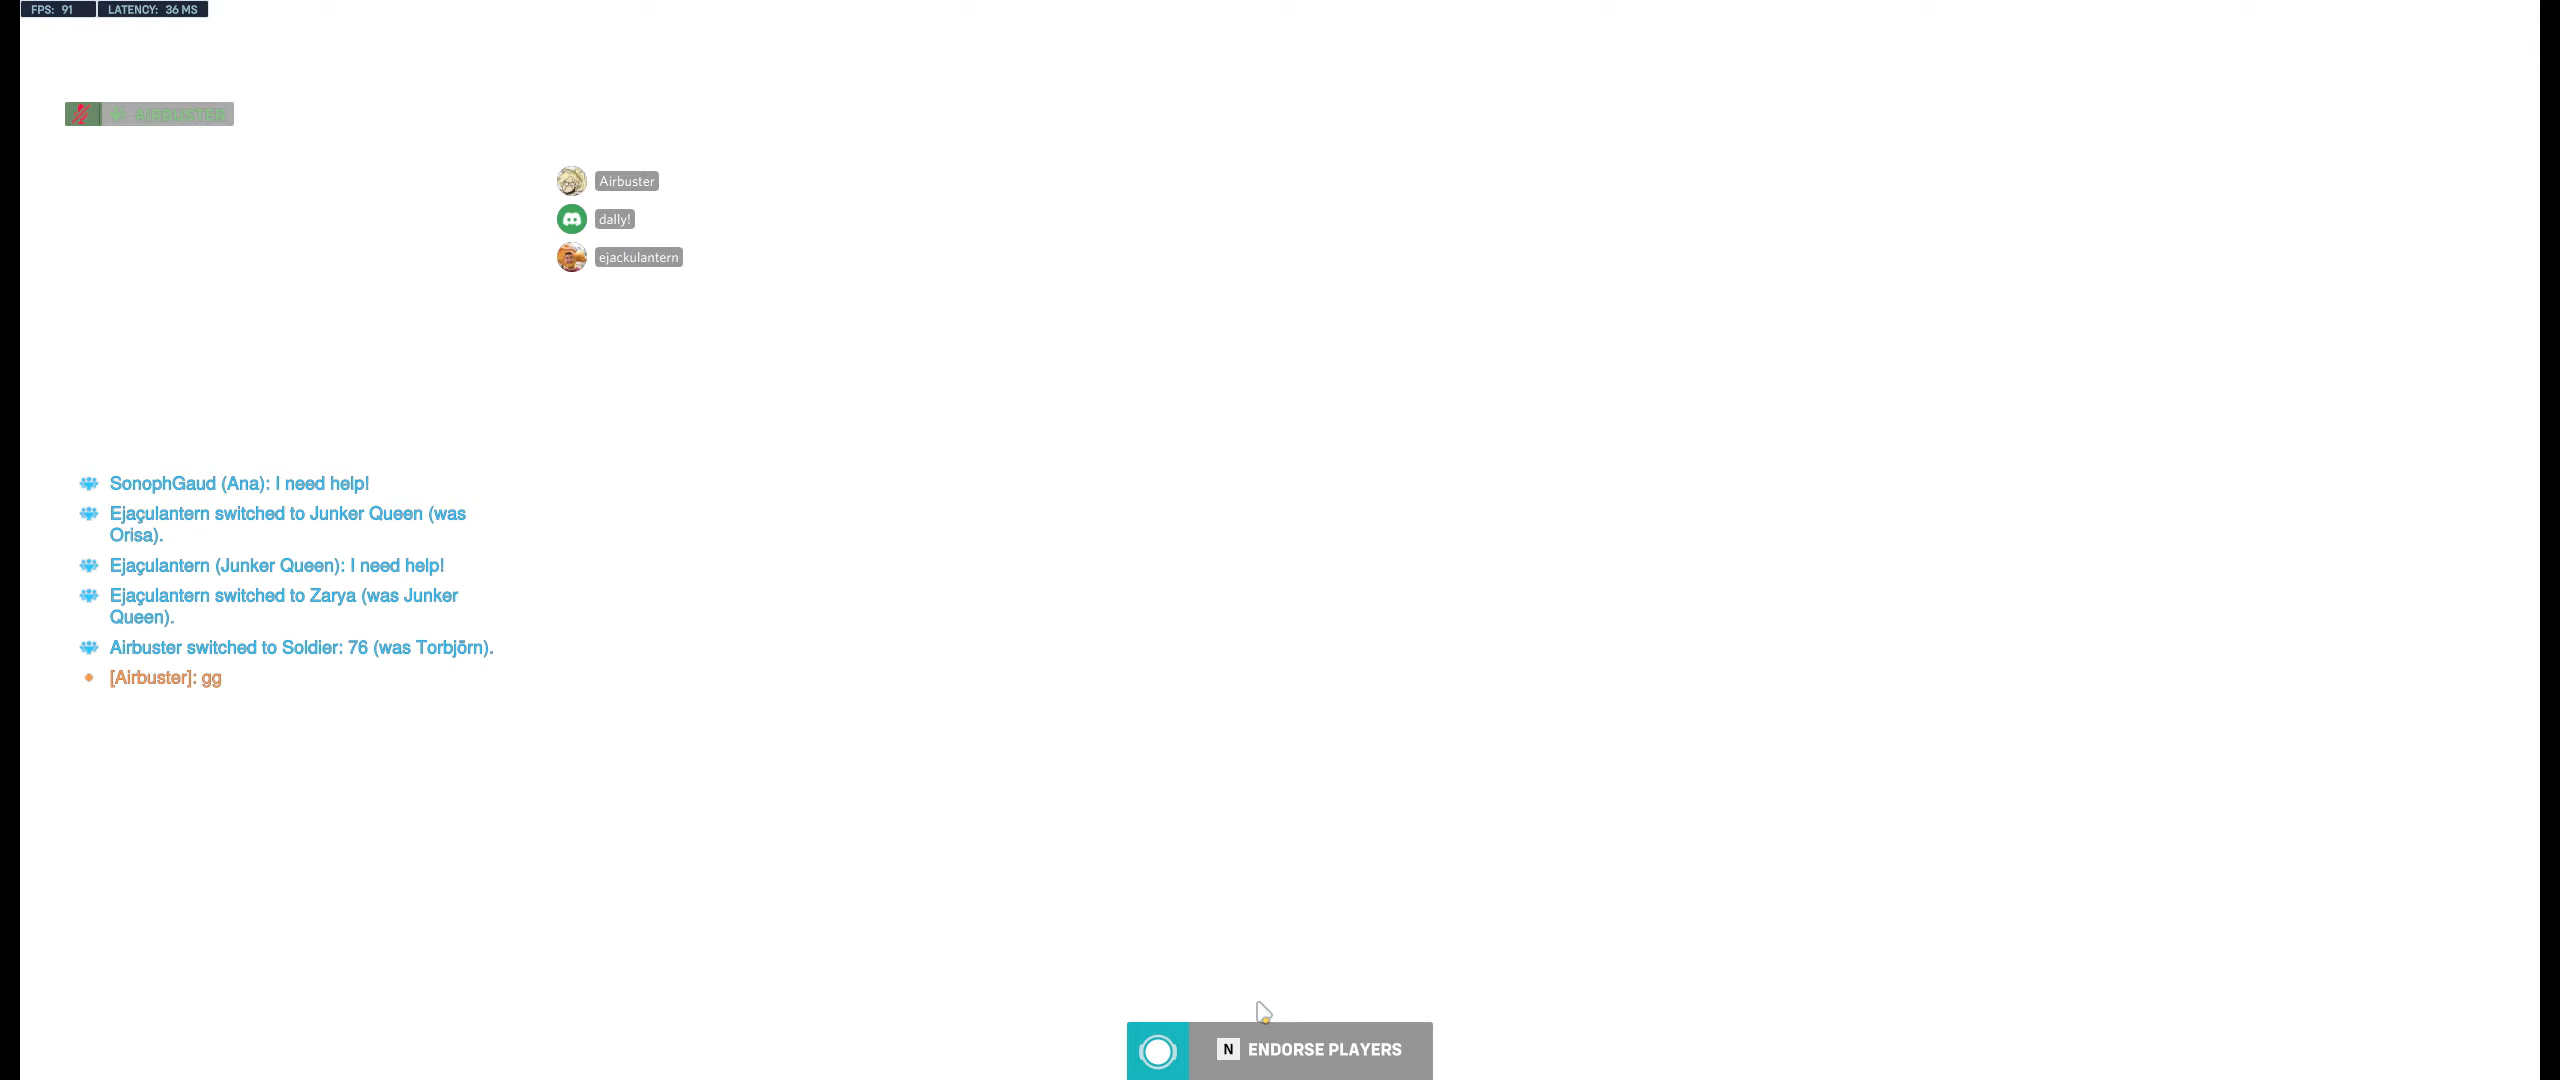 FPS: 91 LATENCY: 36 MS
AIRBUSTER
Airbuster
dally!
ejackulantern
SonophGaud (Ana): I need help!
Ejaçulantern switched to Junker Queen (was
Orisa).
Ejaçulantern (Junker Queen): I need help!
Ejaçulantern switched to Zarya (was Junker
Queen).
Airbuster switched to Soldier: 76 (was Torbjörn).
[Airbuster]: gg
N ENDORSE PLAYERS